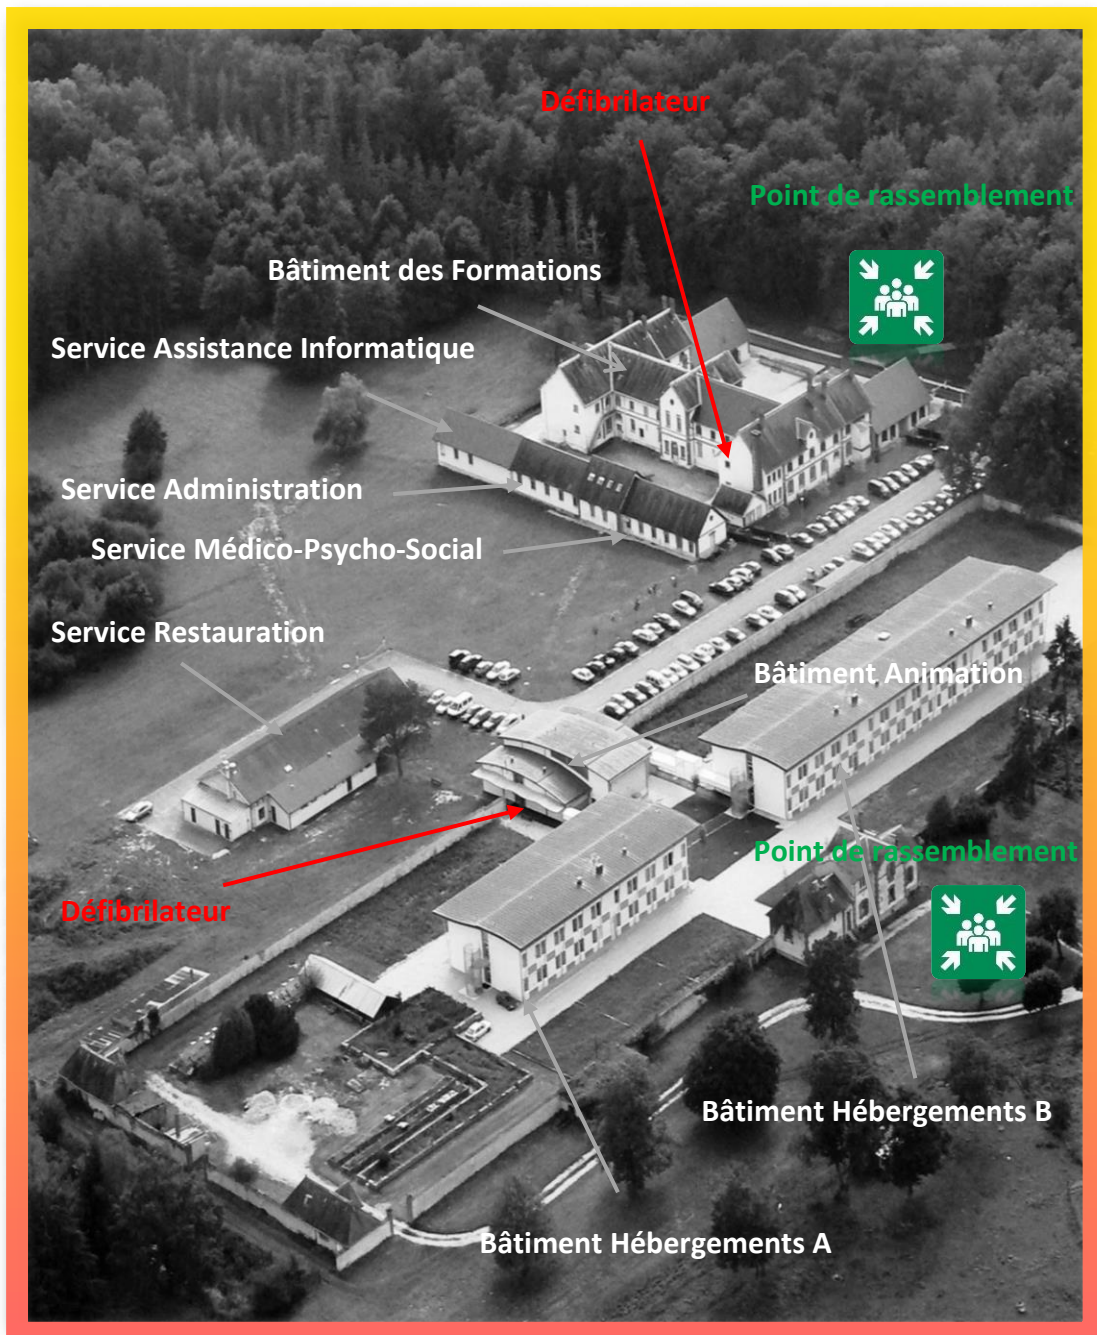 Défibrilateur
Point de rassemblement
Bâtiment des Formations
Service Assistance Informatique
Service Administration
Service Médico-Psycho-Social
Service Restauration
Bâtiment Animation
Point de rassemblement
Défibrilateur
Bâtiment Hébergements B
Bâtiment Hébergements A